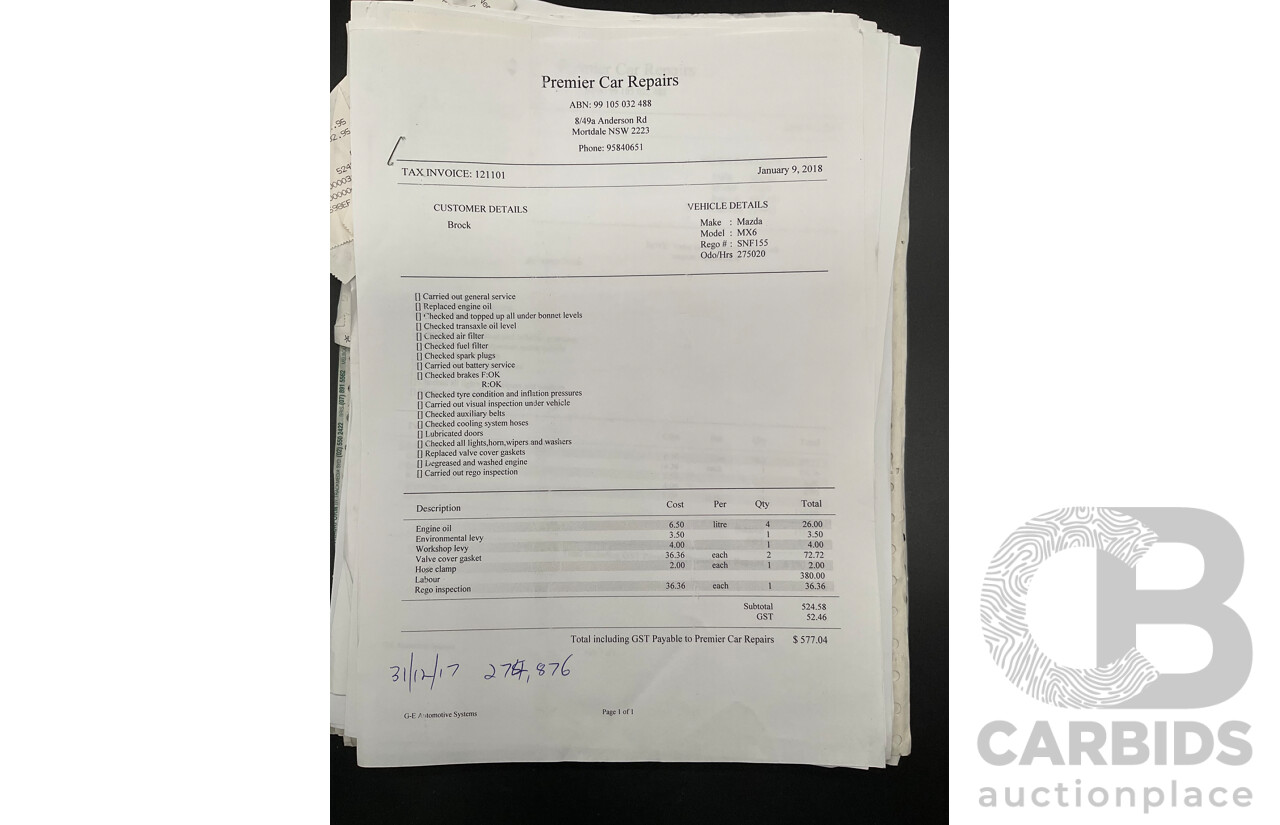 Premier Car Repairs
ABN: 99 105 032 488
8/49a Anderson Rd
Mortdale NSW 2223
Phone: 95840651
TAX INVOICE: 121101 January 9, 2018
CUSTOMER DETAILS VEHICLE DETAILS
Brock
Make : Mazda
Model : MX6
Rego # : SNF155
Odo/Hrs 275020
[] Carried out general service
[] Replaced engine oil
[] Checked and topped up all under bonnet levels
[] Checked transaxle oil level
[] Checked air filter
[] Checked fuel filter
[] Checked spark plugs
[] Carried out battery service
[] Checked brakes F:OK
R:OK
[] Checked tyre condition and inflation pressures
[] Carried out visual inspection under vehicle
[] Checked auxiliary belts
[] Checked cooling system hoses
[] Lubricated doors
[] Checked all lights,horn,wipers and washers
[] Replaced valve cover gaskets
[] Degreased and washed engine
[] Carried out rego inspection
Description Cost Per Qty Total
Engine oil 6.50 litre 4 26.00
Environmental levy 3.50 1 3.50
Workshop levy 4.00 1 4.00
Valve cover gasket 36.36 each 2 72.72
Hose clamp 2.00 each 1 2.00
Labour 380.00
Rego inspection 36.36 each 1 36.36
Subtotal 524.58
GST 52.46
Total including GST Payable to Premier Car Repairs $ 577.04
31/12/17 274,876
G-E Automotive Systems Page 1 of 1
CB
CARBIDS
auctionplace